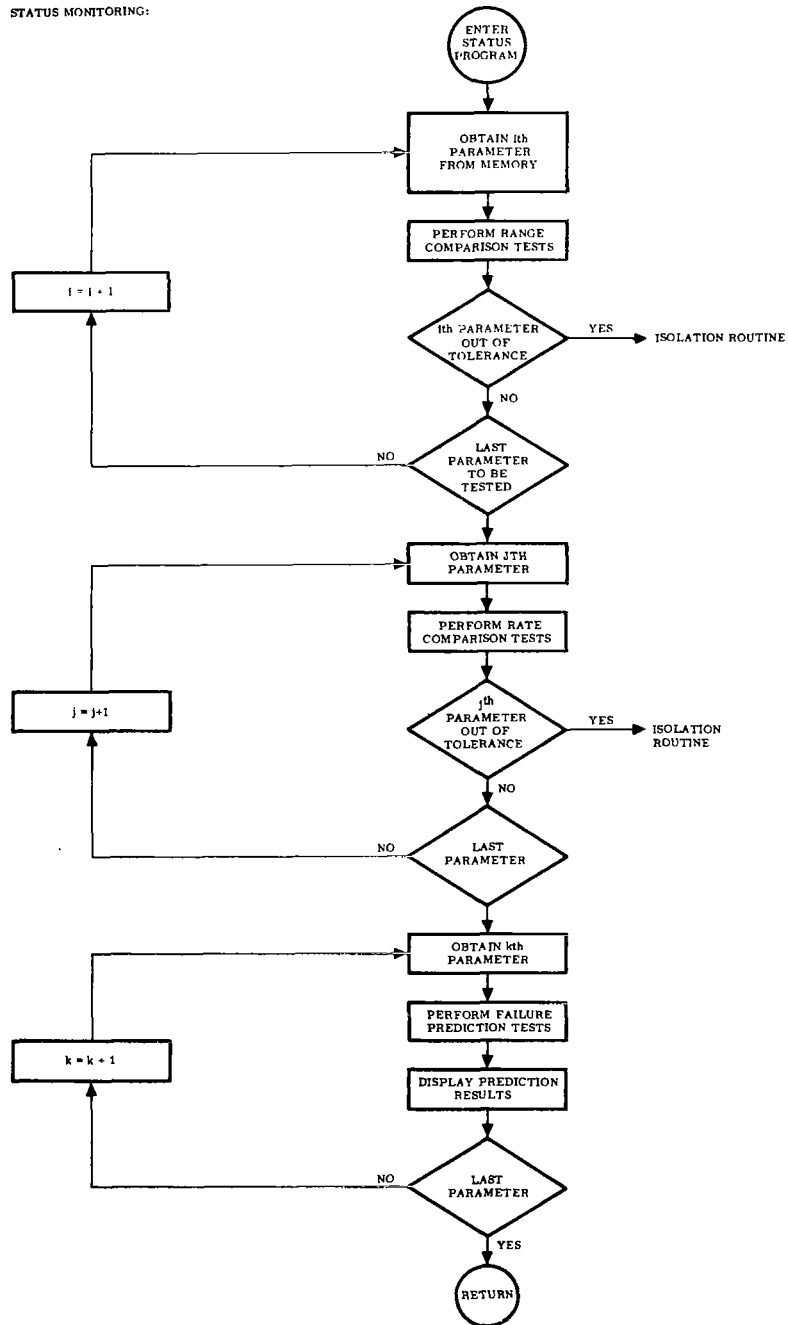 STATUS MONITORING:
ENTER
STATUS
PROGRAM
OBTAIN ith
PARAMETER
FROM MEMORY
PERFORM RANGE
COMPARISON TESTS
i = i + 1
ith PARAMETER
OUT OF
TOLERANCE
YES
ISOLATION ROUTINE
NO
LAST
PARAMETER
TO BE
TESTED
NO
OBTAIN JTH
PARAMETER
PERFORM RATE
COMPARISON TESTS
j = j+1
jth
PARAMETER
OUT OF
TOLERANCE
YES
ISOLATION
ROUTINE
NO
LAST
PARAMETER
NO
OBTAIN kth
PARAMETER
PERFORM FAILURE
PREDICTION TESTS
k = k + 1
DISPLAY PREDICTION
RESULTS
LAST
PARAMETER
NO
YES
RETURN